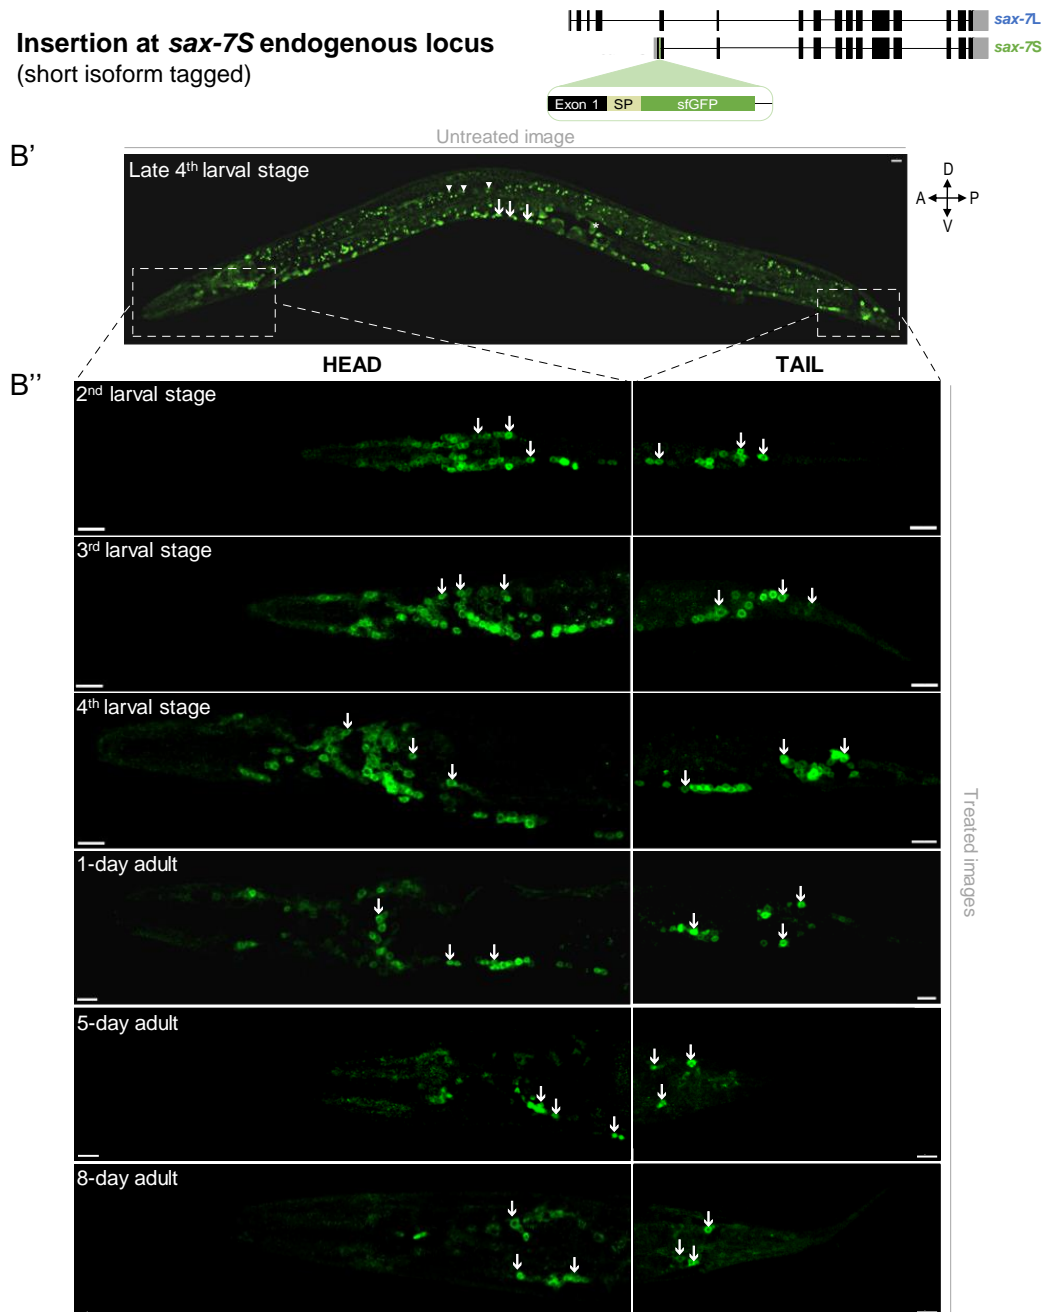 sax-7L
Insertion at sax-7S endogenous locus
sax-7S
(short isoform tagged)
Exon 1 SP sfGFP
Untreated image
B'
Late 4th larval stage
D
A P
V
*
HEAD TAIL
B''
2nd larval stage
3rd larval stage
4th larval stage
Treated images
1-day adult
5-day adult
8-day adult